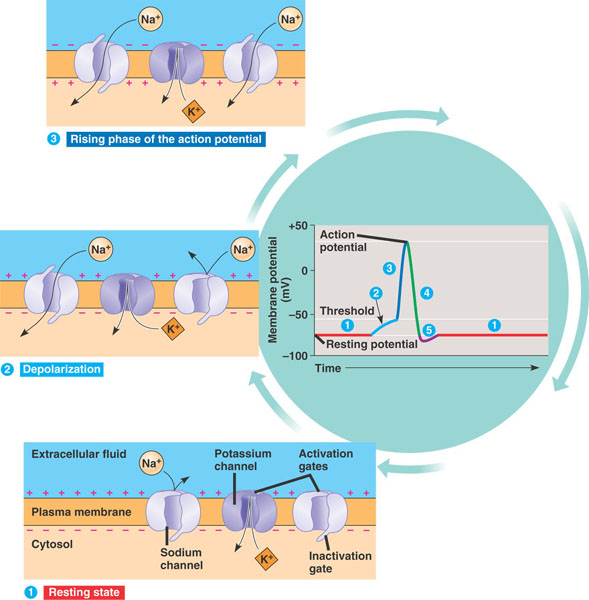 Na⁺
Na⁺
− − − − − −
+ + + + + + + +
K⁺
3 Rising phase of the action potential
Na⁺
Na⁺
+ + + + + +
− − − − − −
K⁺
2 Depolarization
+50
0
−50
−100
Membrane potential
(mV)
Action
potential
3
2
4
Threshold
1
5
1
Resting potential
Time
Extracellular fluid
Potassium
channel
Activation
gates
Na⁺
+ + + + + + + + + +
Plasma membrane
− − − − − − − − − −
Cytosol
Sodium
channel
K⁺
Inactivation
gate
1 Resting state